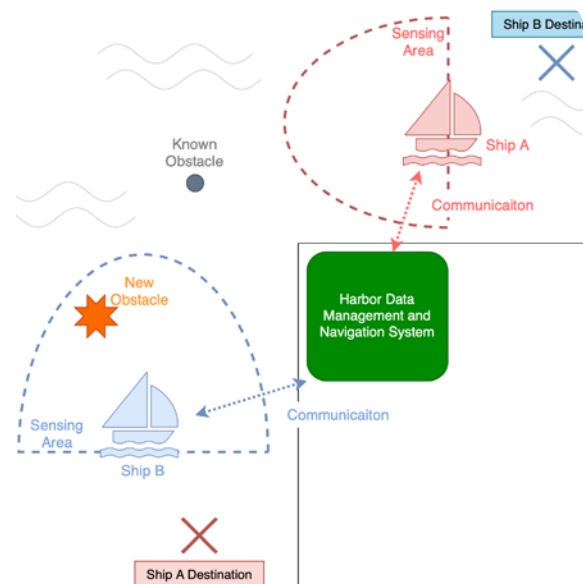 Ship B Destina
Sensing
Area
Ship A
Known
Obstacle
Communicaiton
New
Obstacle
Harbor Data
Management and
Navigation System
Communicaiton
Sensing
Area
Ship B
Ship A Destination